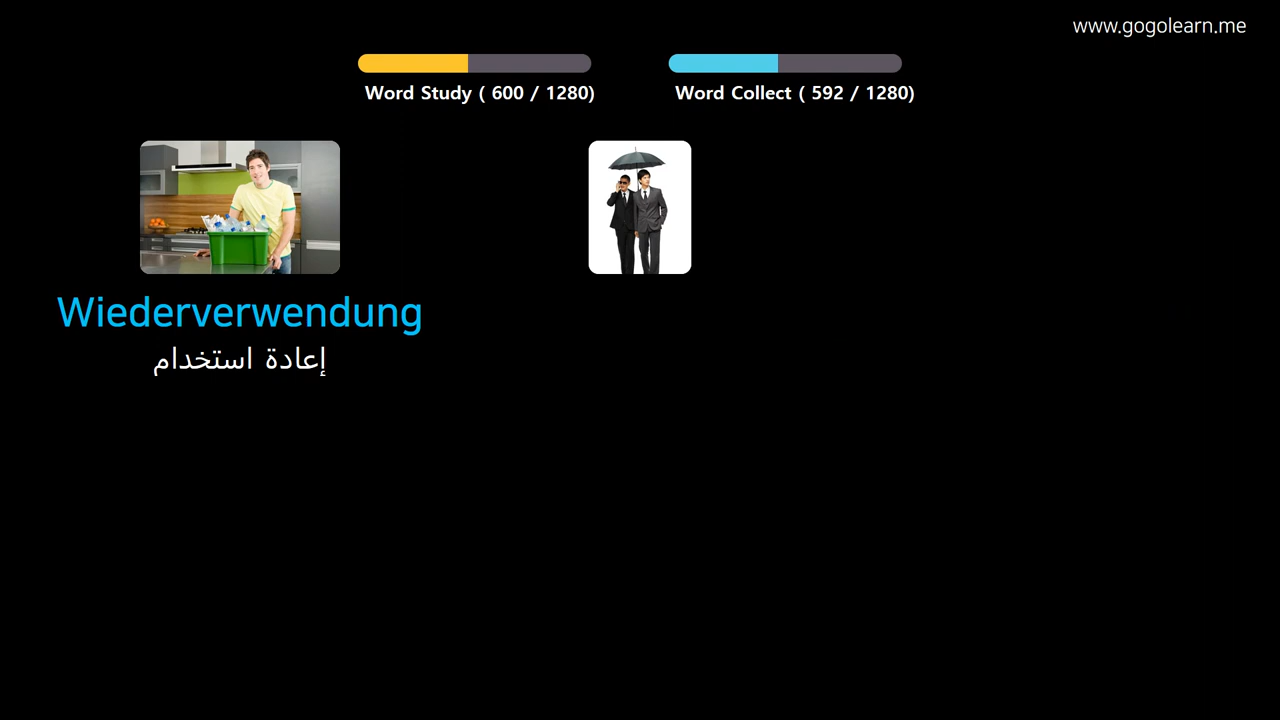 www.gogolearn.me
Word Study ( 600 / 1280)
Word Collect ( 592 / 1280)
Wiederverwendung
إعادة استخدام